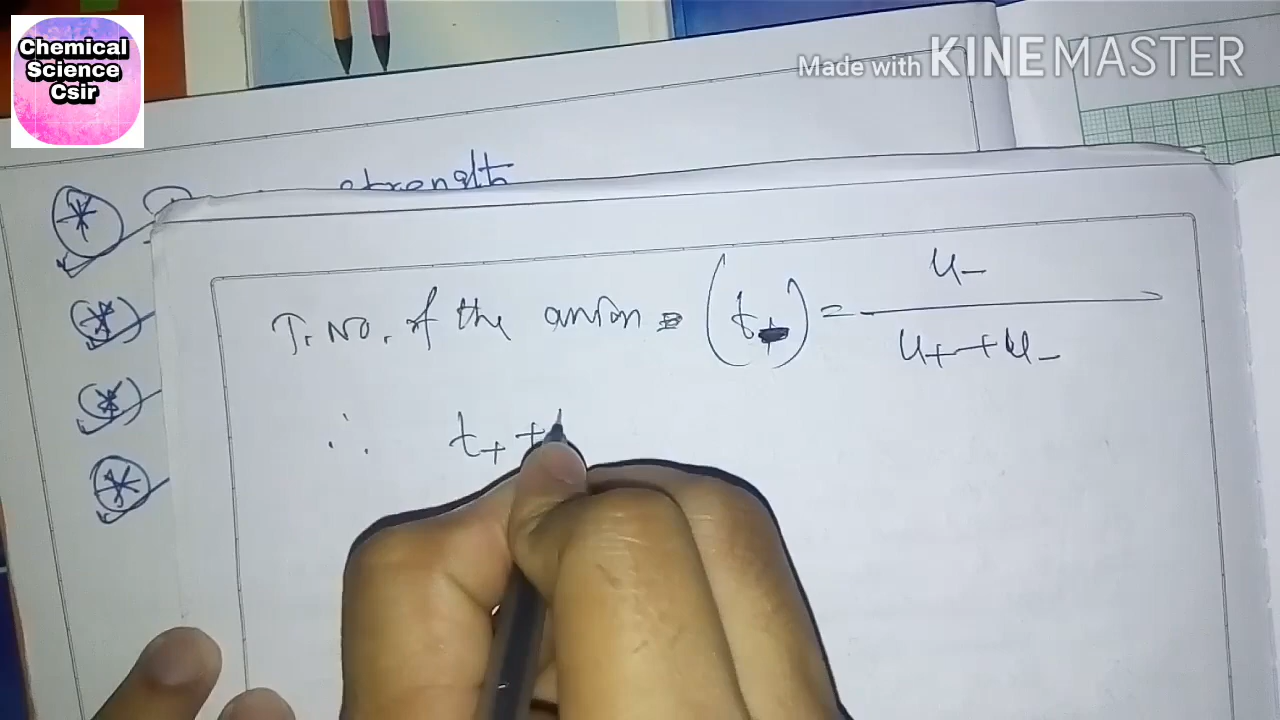 Chemical
Science
Csir
Made with KINEMASTER
strength
T. No. of the anion = (t-) = u- / u+ + u-
∴ t+ +